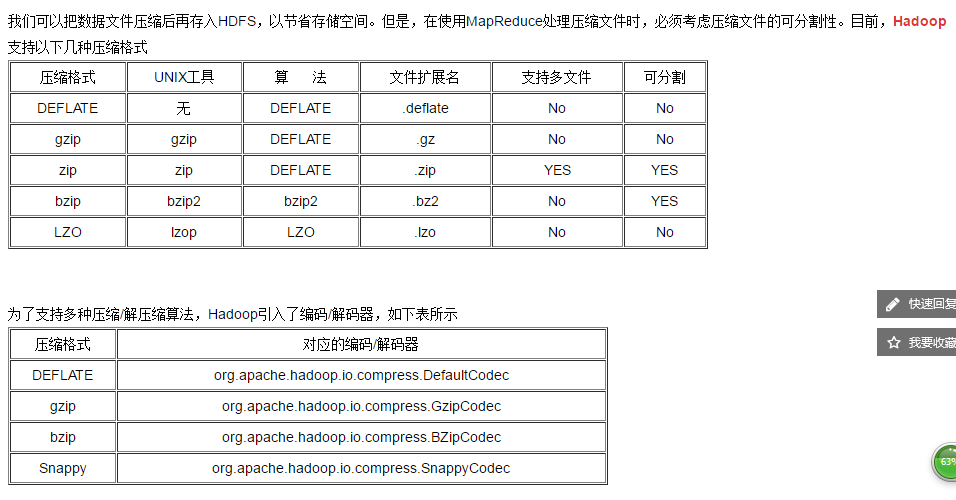 我们可以把数据文件压缩后再存入HDFS，以节省存储空间。但是，在使用MapReduce处理压缩文件时，必须考虑压缩文件的可分割性。目前，Hadoop
支持以下几种压缩格式
压缩格式 UNIX工具 算 法 文件扩展名 支持多文件 可分割
DEFLATE 无 DEFLATE .deflate No No
gzip gzip DEFLATE .gz No No
zip zip DEFLATE .zip YES YES
bzip bzip2 bzip2 .bz2 No YES
LZO lzop LZO .lzo No No
为了支持多种压缩/解压缩算法，Hadoop引入了编码/解码器，如下表所示
快速回复
压缩格式 对应的编码/解码器
我要收藏
DEFLATE org.apache.hadoop.io.compress.DefaultCodec
gzip org.apache.hadoop.io.compress.GzipCodec
bzip org.apache.hadoop.io.compress.BZipCodec
Snappy org.apache.hadoop.io.compress.SnappyCodec
63%